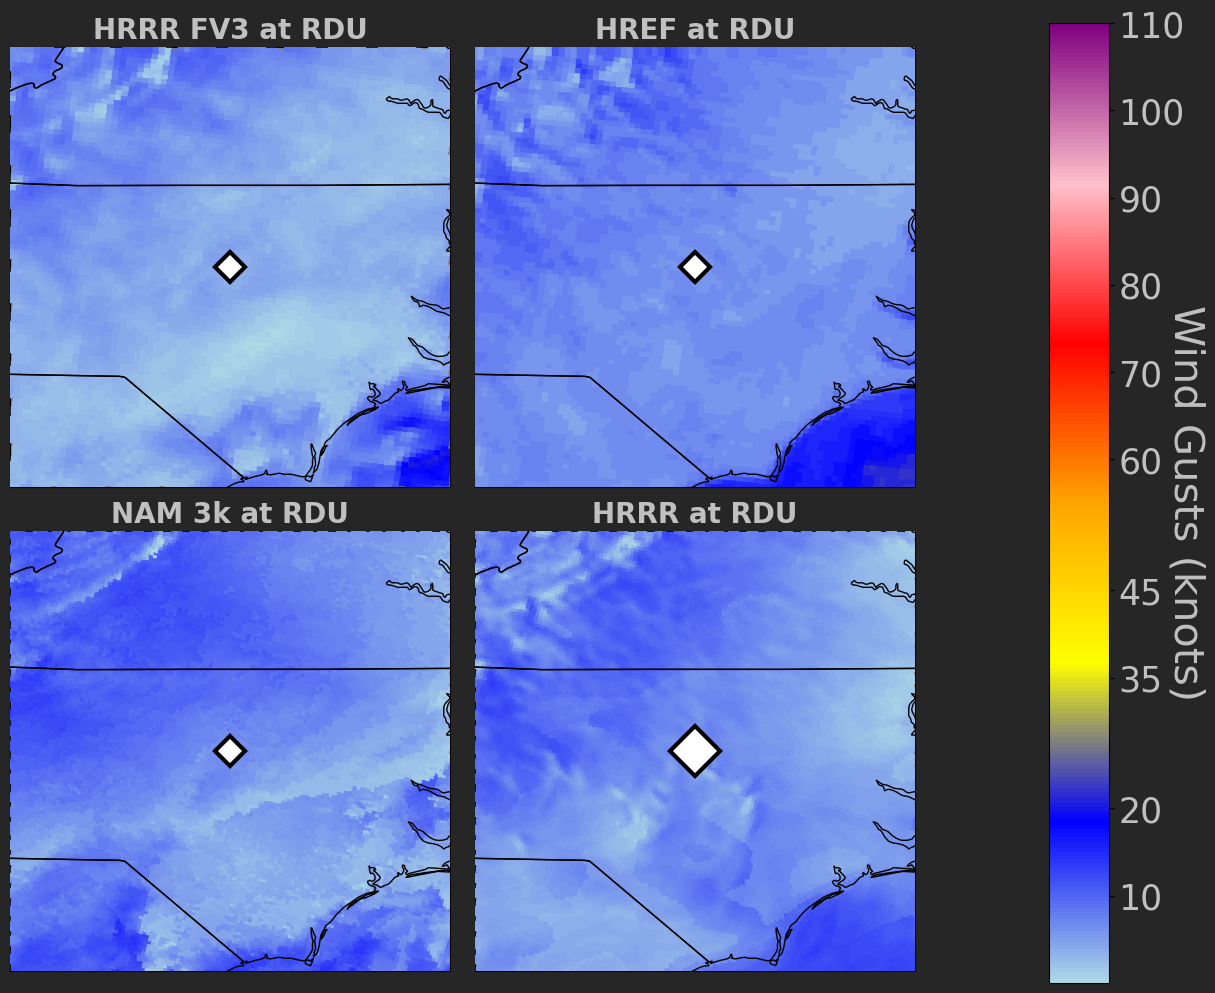 HRRR FV3 at RDU
HREF at RDU
NAM 3k at RDU
HRRR at RDU
110
100
90
80
70
60
45
35
20
10
Wind Gusts (knots)